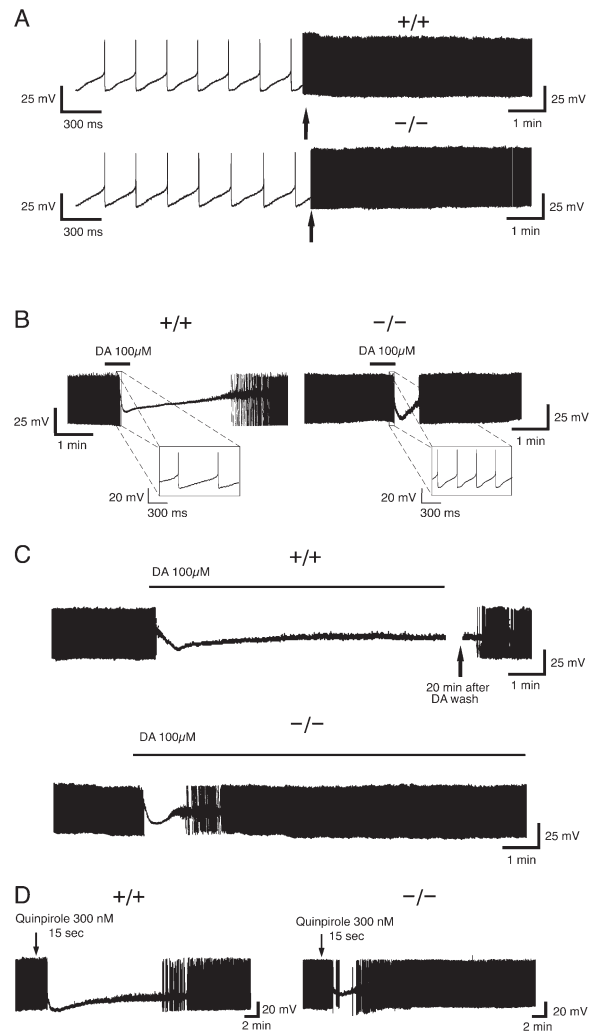 A
+/+
25 mV
300 ms
25 mV
1 min
−/−
25 mV
300 ms
25 mV
1 min
B
+/+
−/−
DA 100µM
DA 100µM
25 mV
1 min
25 mV
1 min
20 mV
300 ms
20 mV
300 ms
C
+/+
DA 100µM
25 mV
1 min
20 min after
DA wash
−/−
DA 100µM
25 mV
1 min
D
+/+
−/−
Quinpirole 300 nM
15 sec
Quinpirole 300 nM
15 sec
20 mV
2 min
20 mV
2 min